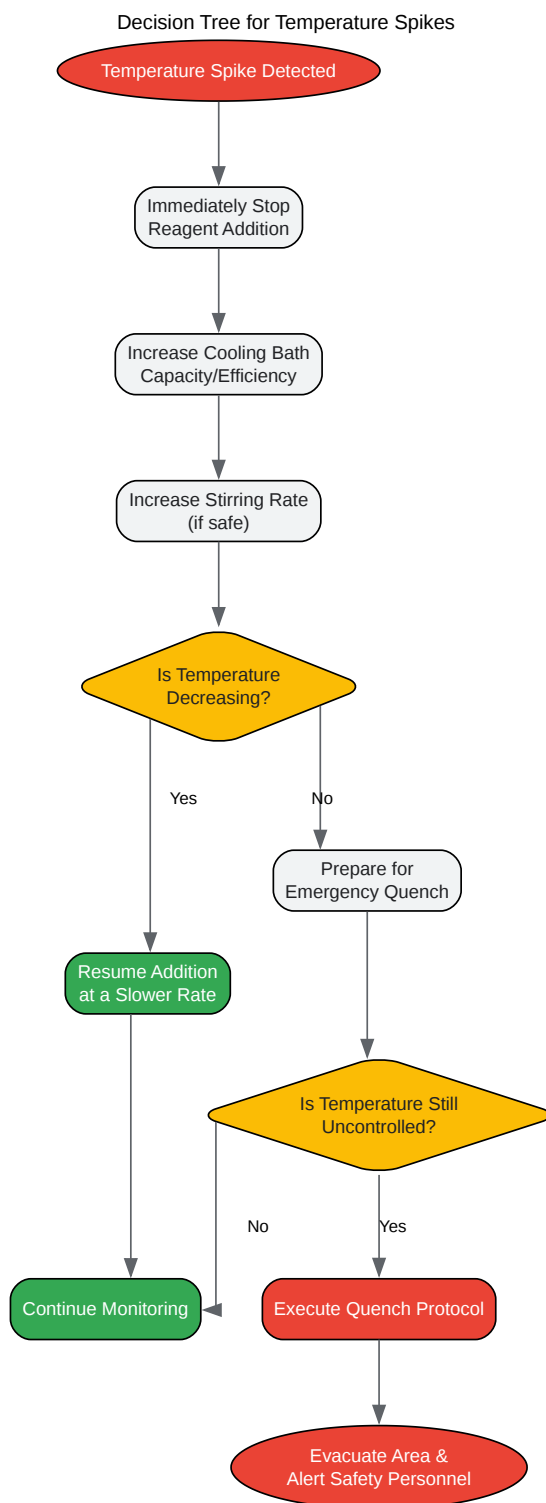 Decision Tree for Temperature Spikes
Temperature Spike Detected
Immediately Stop
Reagent Addition
Increase Cooling Bath
Capacity/Efficiency
Increase Stirring Rate
(if safe)
Is Temperature
Decreasing?
Yes
No
Prepare for
Emergency Quench
Resume Addition
at a Slower Rate
Is Temperature Still
Uncontrolled?
No
Yes
Continue Monitoring
Execute Quench Protocol
Evacuate Area &
Alert Safety Personnel